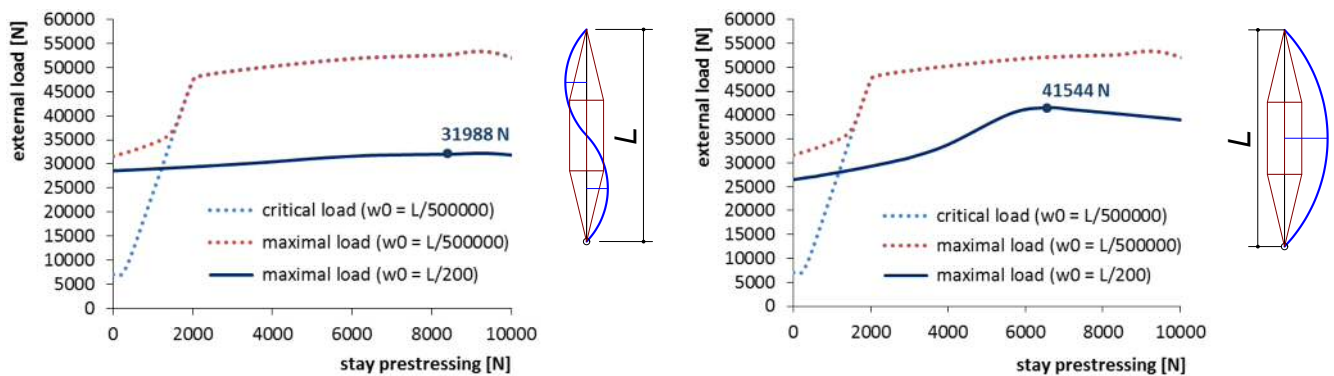 external load [N]
60000
55000
50000
45000
40000
35000
30000
25000
20000
15000
10000
5000
0
31988 N
critical load (w0 = L/500000)
maximal load (w0 = L/500000)
maximal load (w0 = L/200)
0
2000
4000
6000
8000
10000
stay prestressing [N]
L
external load [N]
60000
55000
50000
45000
40000
35000
30000
25000
20000
15000
10000
5000
0
41544 N
critical load (w0 = L/500000)
maximal load (w0 = L/500000)
maximal load (w0 = L/200)
0
2000
4000
6000
8000
10000
stay prestressing [N]
L